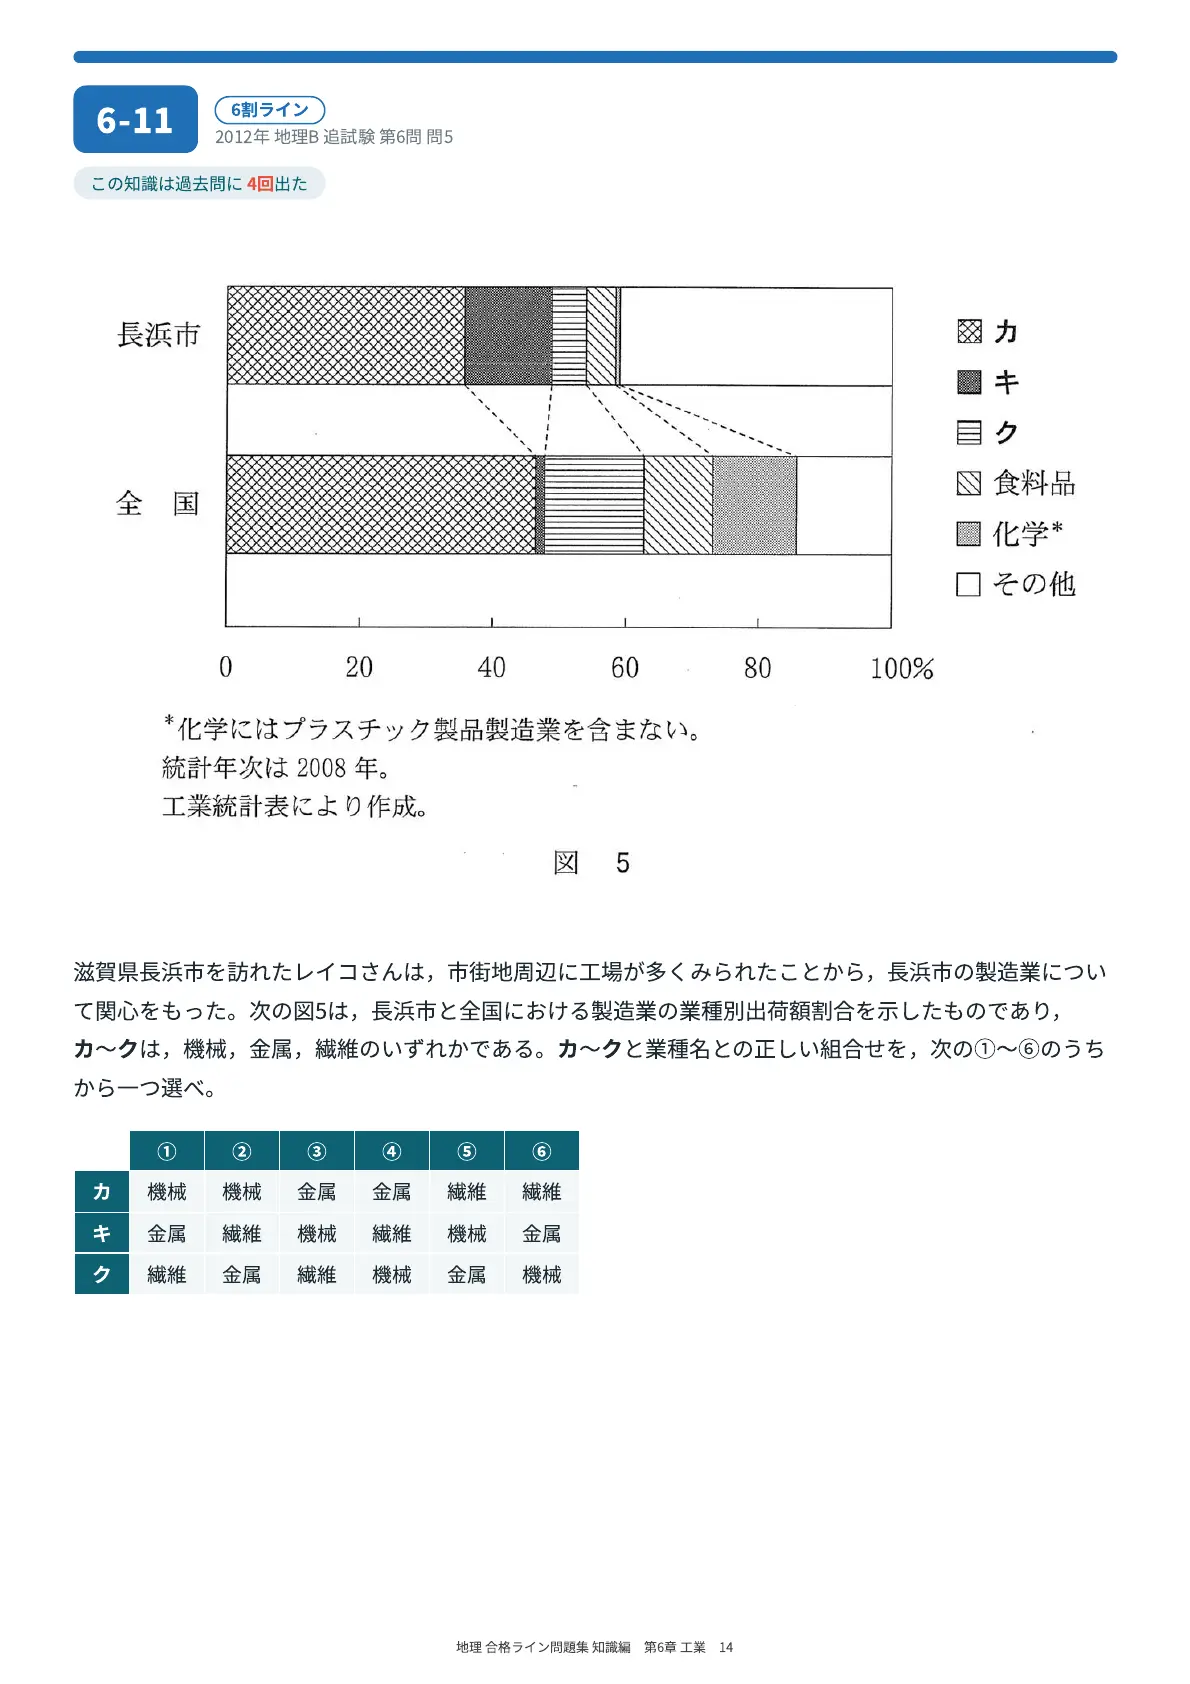 6-11
6割ライン
2012年 地理B 追試験 第6問 問5
この知識は過去問に 4回出た
長浜市
全 国
カ
キ
ク
食料品
化学*
その他
0 20 40 60 80 100%
*化学にはプラスチック製品製造業を含まない。
統計年次は 2008 年。
工業統計表により作成。
図 5
滋賀県長浜市を訪れたレイコさんは，市街地周辺に工場が多くみられたことから，長浜市の製造業につい
て関心をもった。次の図5は，長浜市と全国における製造業の業種別出荷額割合を示したものであり，
カ～クは，機械，金属，繊維のいずれかである。カ～クと業種名との正しい組合せを，次の①～⑥のうち
から一つ選べ。
① ② ③ ④ ⑤ ⑥
カ 機械 機械 金属 金属 繊維 繊維
キ 金属 繊維 機械 繊維 機械 金属
ク 繊維 金属 繊維 機械 金属 機械
地理 合格ライン問題集 知識編 第6章 工業 14